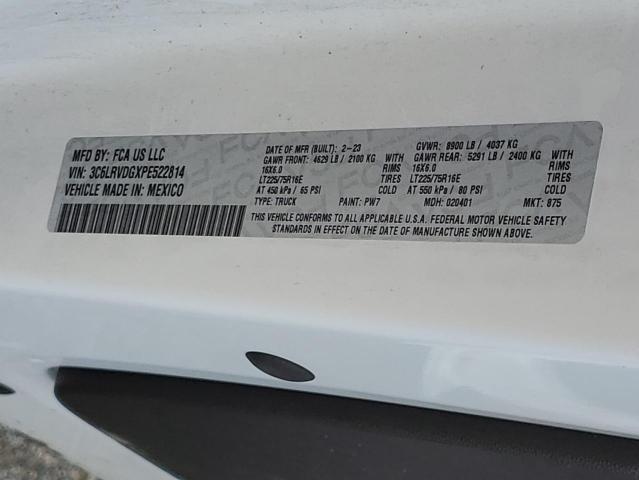 MFD BY: FCA US LLC
VIN: 3C6LRVDGXPE522814
VEHICLE MADE IN: MEXICO
DATE OF MFR (BUILT): 2-23 GVWR: 8900 LB / 4037 KG
GAWR FRONT: 4629 LB / 2100 KG GAWR REAR: 5291 LB / 2400 KG
16X6.0 RIMS 16X6.0 RIMS
LT225/75R16E TIRES LT225/75R16E TIRES
AT 450 kPa / 65 PSI COLD AT 550 kPa / 80 PSI COLD
TYPE: TRUCK PAINT: PW7 MDH: 020401 MKT: 875
THIS VEHICLE CONFORMS TO ALL APPLICABLE U.S.A. FEDERAL MOTOR VEHICLE SAFETY
STANDARDS IN EFFECT ON THE DATE OF MANUFACTURE SHOWN ABOVE.